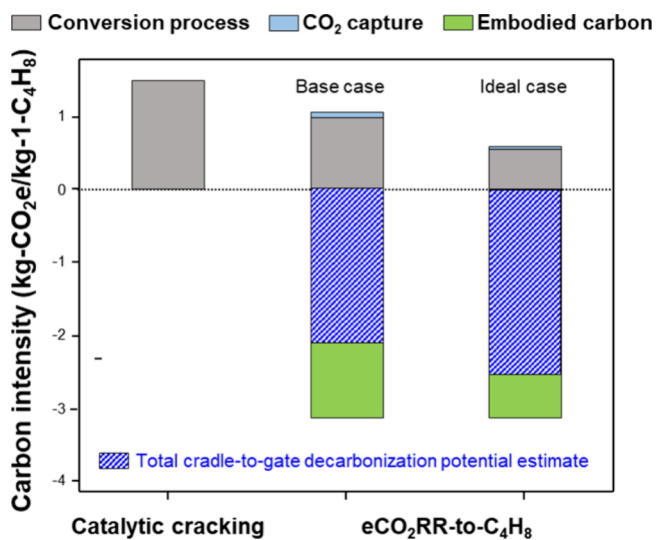 Conversion process CO₂ capture Embodied carbon
Carbon intensity (kg-CO₂e/kg-1-C₄H₈)
Base case Ideal case
1
0
-1
-2
-3
-4
Total cradle-to-gate decarbonization potential estimate
Catalytic cracking eCO₂RR-to-C₄H₈